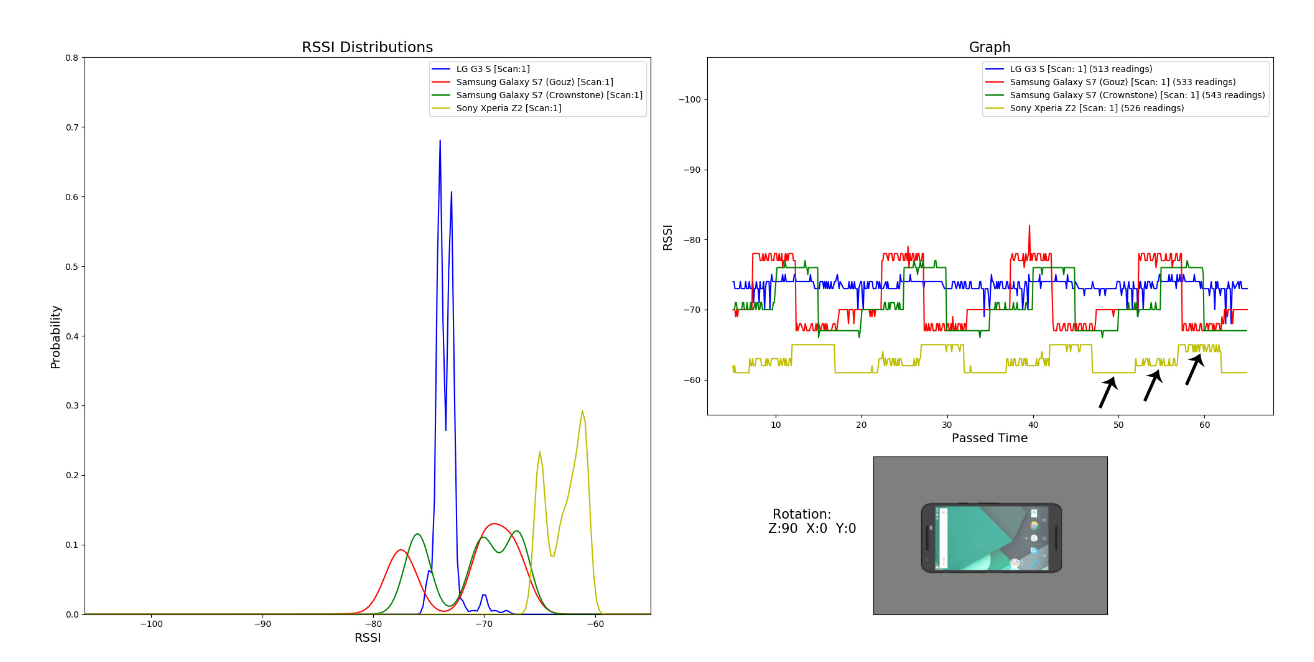 RSSI Distributions
0.8
0.7
0.6
0.5
0.4
0.3
0.2
0.1
0.0
Probability
LG G3 S [Scan:1]
Samsung Galaxy S7 (Gouz) [Scan:1]
Samsung Galaxy S7 (Crownstone) [Scan:1]
Sony Xperia Z2 [Scan:1]
−100
−90
−80
−70
−60
RSSI
Graph
−100
−90
−80
−70
−60
RSSI
LG G3 S [Scan: 1] (513 readings)
Samsung Galaxy S7 (Gouz) [Scan: 1] (533 readings)
Samsung Galaxy S7 (Crownstone) [Scan: 1] (543 readings)
Sony Xperia Z2 [Scan: 1] (526 readings)
10
20
30
40
50
60
Passed Time
Rotation:
Z:90 X:0 Y:0